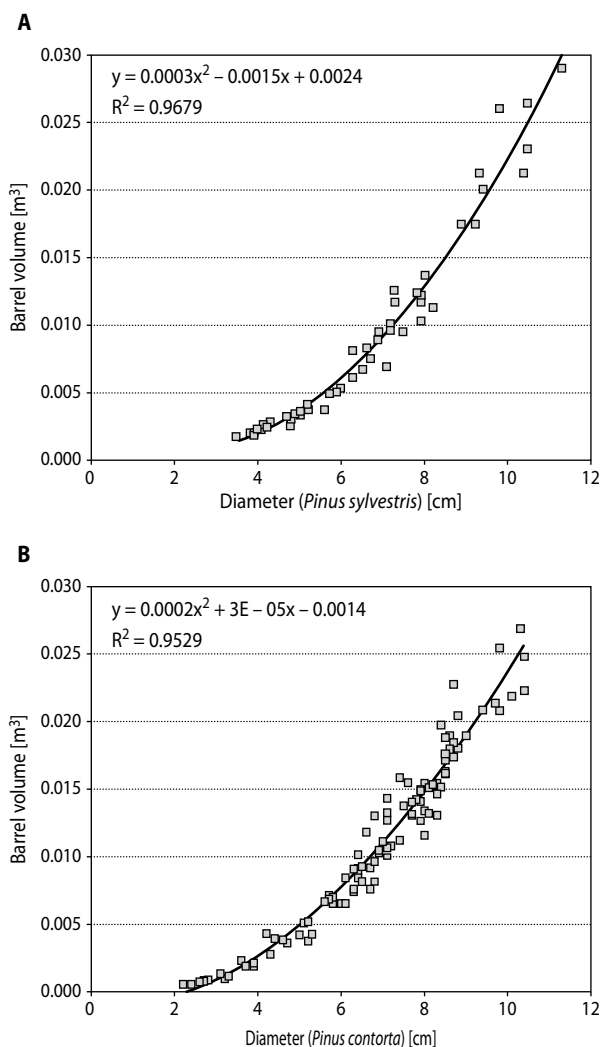 A
0.030
y = 0.0003x² – 0.0015x + 0.0024
R² = 0.9679
0.025
0.020
0.015
0.010
0.005
0.000
Barrel volume [m³]
0 2 4 6 8 10 12
Diameter (Pinus sylvestris) [cm]
B
0.030
y = 0.0002x² + 3E – 05x – 0.0014
R² = 0.9529
0.025
0.020
0.015
0.010
0.005
0.000
Barrel volume [m³]
0 2 4 6 8 10 12
Diameter (Pinus contorta) [cm]